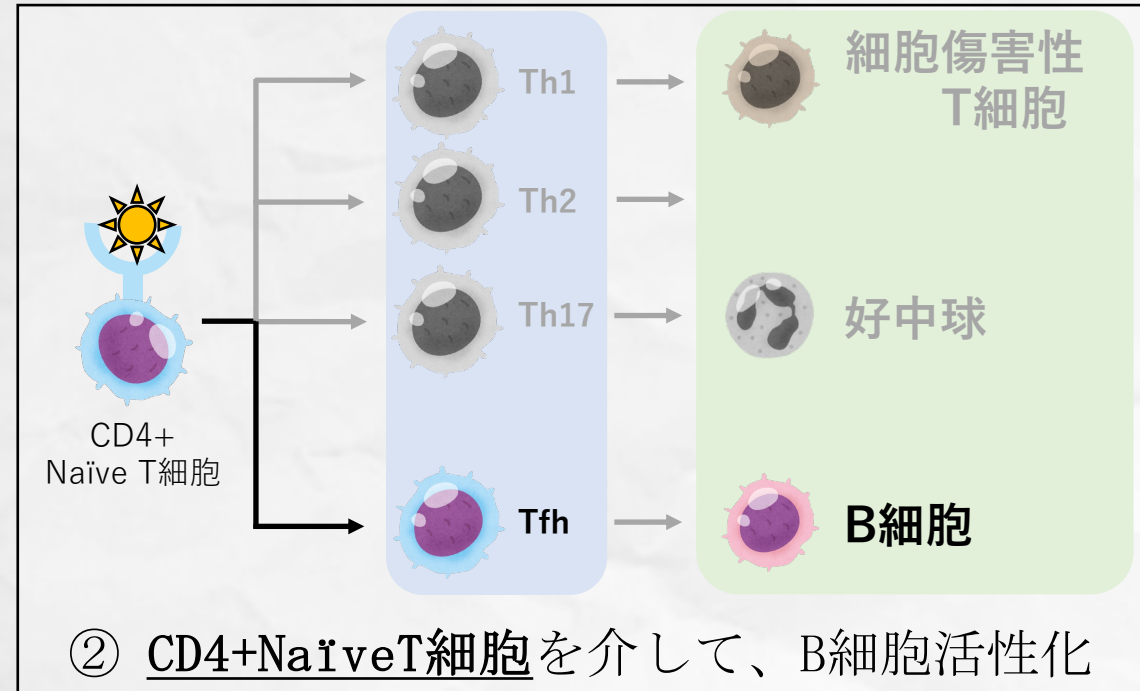 Th1
細胞傷害性
T細胞
Th2
Th17
好中球
CD4+
Naïve T細胞
Tfh
B細胞
② CD4+NaïveT細胞を介して、B細胞活性化